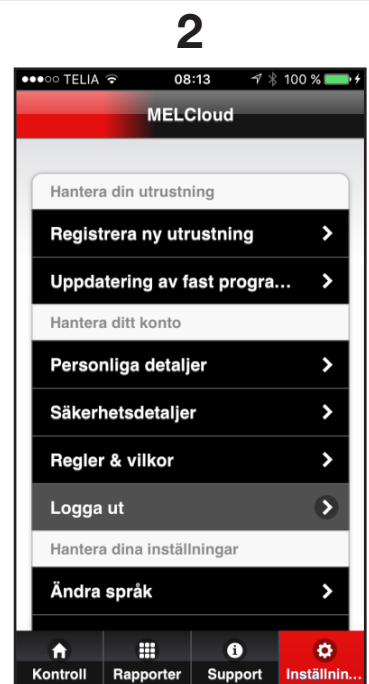 2
●●●○○ TELIA 08:13 100 %
MELCloud
Hantera din utrustning
Registrera ny utrustning
Uppdatering av fast progra...
Hantera ditt konto
Personliga detaljer
Säkerhetsdetaljer
Regler & vilkor
Logga ut
Hantera dina inställningar
Ändra språk
Kontroll Rapporter Support Inställnin...